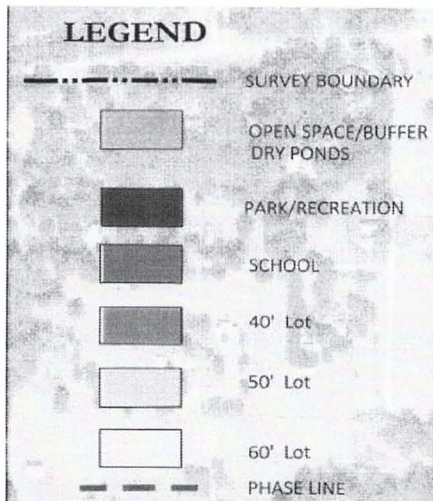 LEGEND
SURVEY BOUNDARY
OPEN SPACE/BUFFER
DRY PONDS
PARK/RECREATION
SCHOOL
40' Lot
50' Lot
60' Lot
PHASE LINE